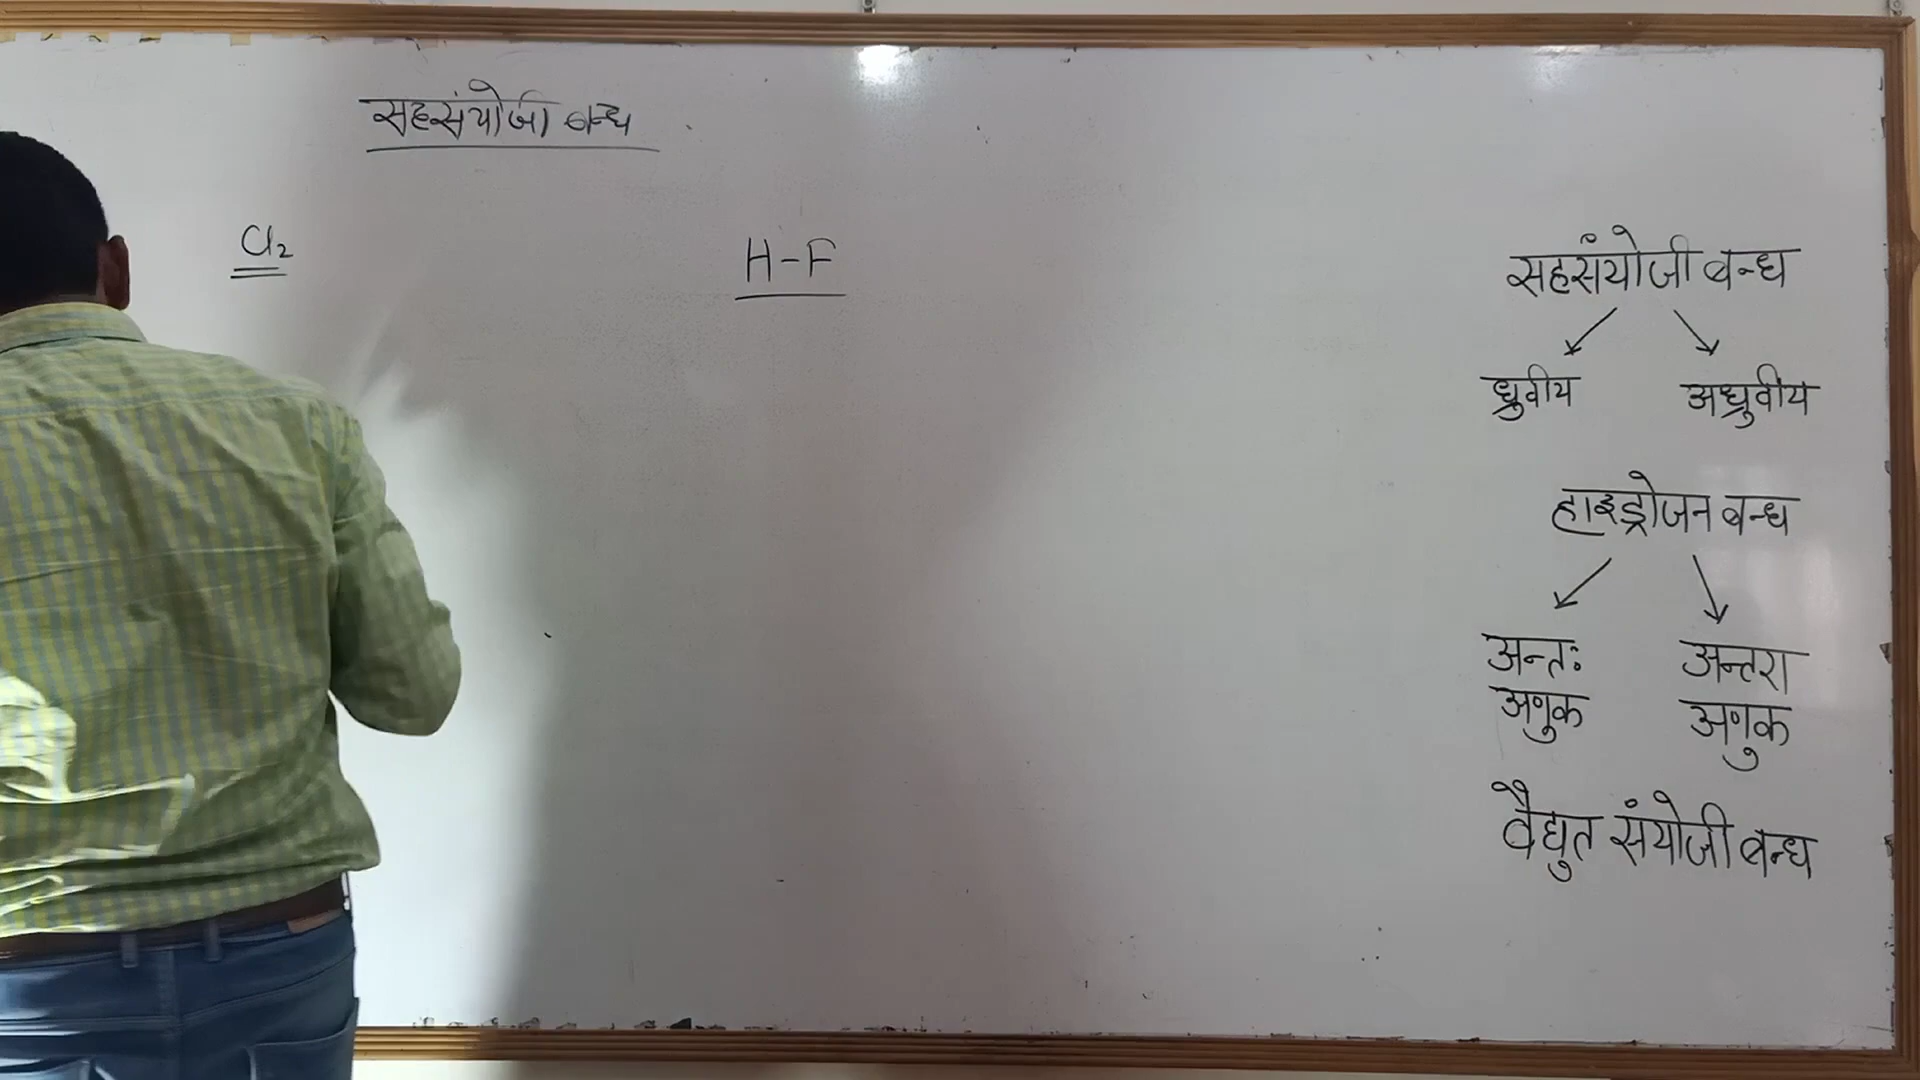 सहसंयोजी बन्ध
Cl₂
H-F
सहसंयोजी बन्ध
ध्रुवीय अध्रुवीय
हाइड्रोजन बन्ध
अन्तः अन्तरा
अणुक अणुक
वैद्युत संयोजी बन्ध